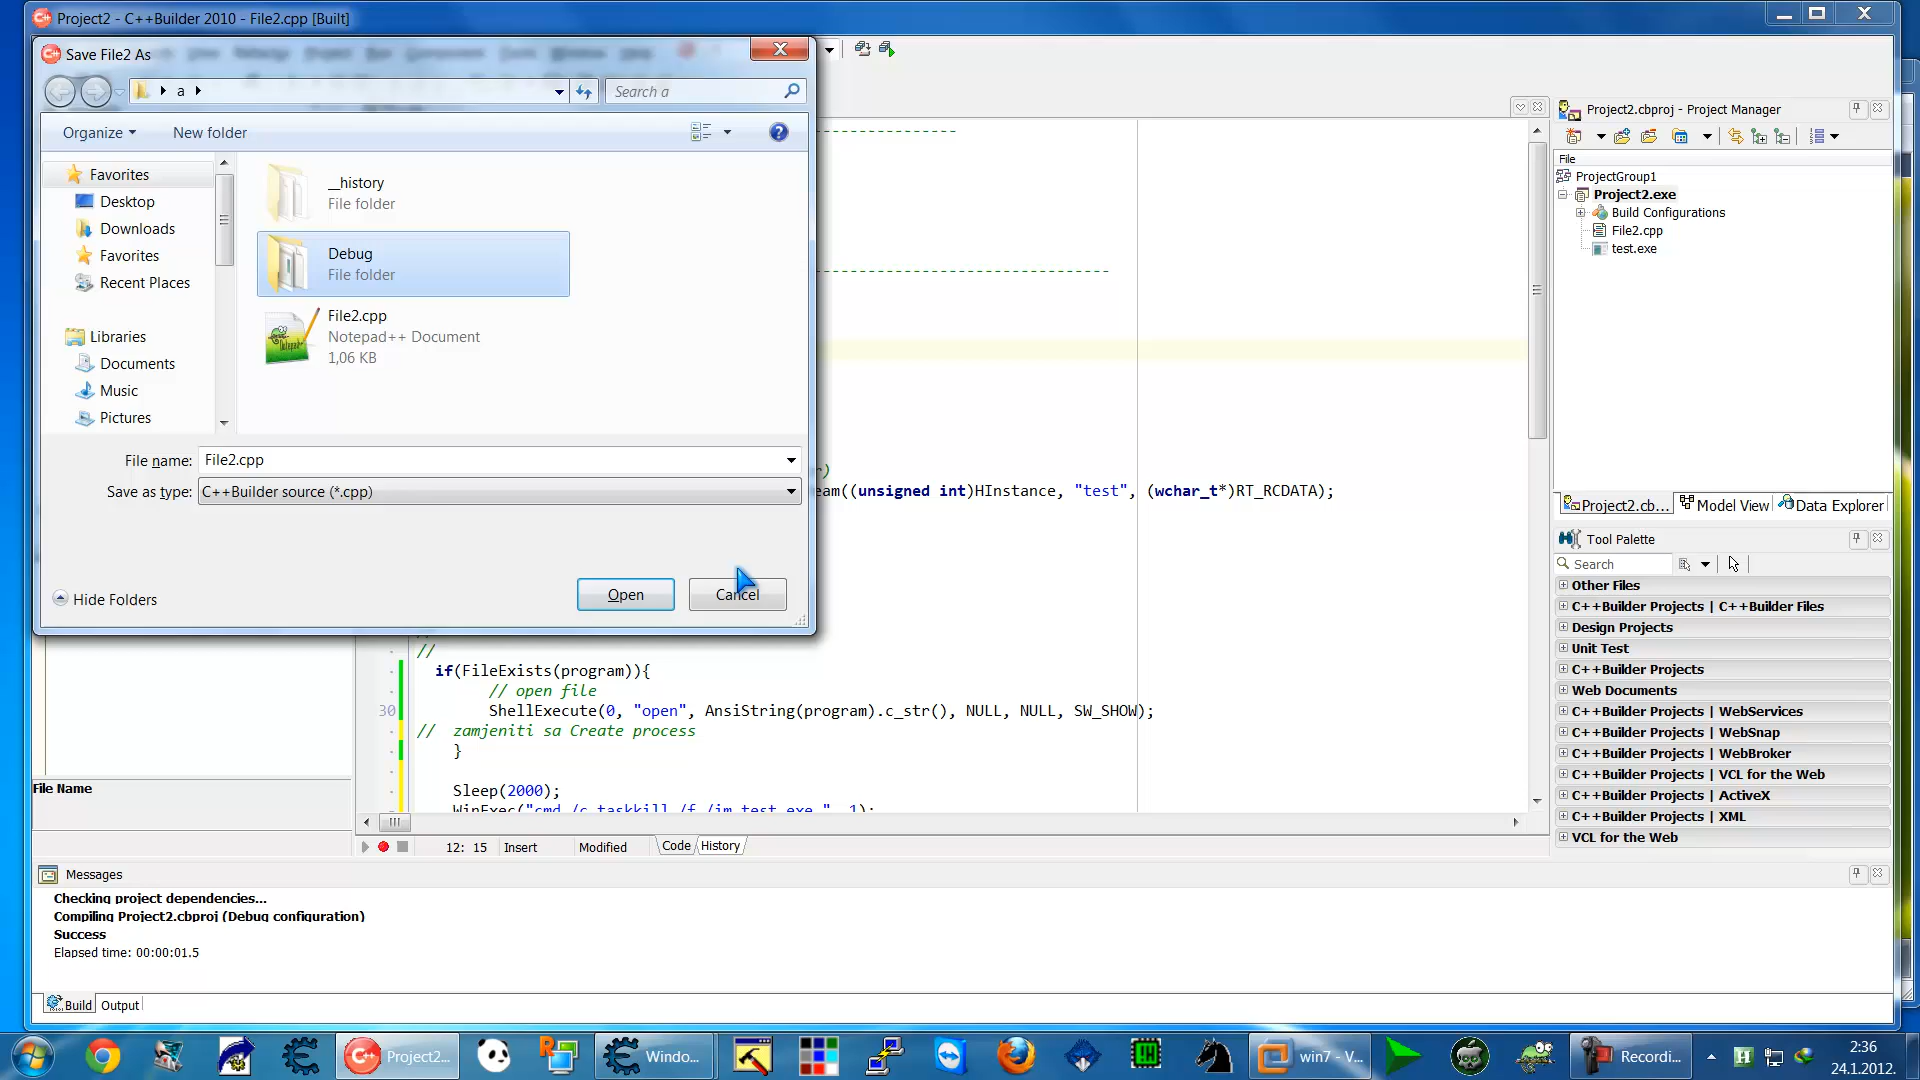 Project2 - C++Builder 2010 - File2.cpp [Built]
Save File2 As
a
Search a
Organize
New folder
Favorites
Desktop
Downloads
Favorites
Recent Places
Libraries
Documents
Music
Pictures
__history
File folder
Debug
File folder
File2.cpp
Notepad++ Document
1,06 KB
File name: File2.cpp
Save as type: C++Builder source (*.cpp)
Hide Folders
Open
Cancel
((unsigned int)HInstance, "test", (wchar_t*)RT_RCDATA);
//
if(FileExists(program)){
// open file
30 ShellExecute(0, "open", AnsiString(program).c_str(), NULL, NULL, SW_SHOW);
// zamjeniti sa Create process
}
Sleep(2000);
WinExec("cmd /c taskkill /f /im test.exe ", 1);
12: 15 Insert Modified Code History
File Name
Messages
Checking project dependencies...
Compiling Project2.cbproj (Debug configuration)
Success
Elapsed time: 00:00:01.5
Build Output
Project2.cbproj - Project Manager
File
ProjectGroup1
Project2.exe
Build Configurations
File2.cpp
test.exe
Project2.cb... Model View Data Explorer
Tool Palette
Search
Other Files
C++Builder Projects | C++Builder Files
Design Projects
Unit Test
C++Builder Projects
Web Documents
C++Builder Projects | WebServices
C++Builder Projects | WebSnap
C++Builder Projects | WebBroker
C++Builder Projects | VCL for the Web
C++Builder Projects | ActiveX
C++Builder Projects | XML
VCL for the Web
Project2...
Windo...
win7 - V...
Recordi...
2:36
24.1.2012.